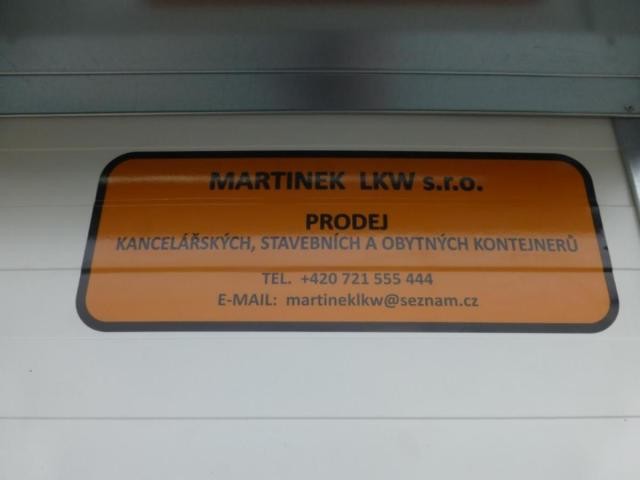 MARTINEK LKW s.r.o.
PRODEJ
KANCELÁŘSKÝCH, STAVEBNÍCH A OBYTNÝCH KONTEJNERŮ
TEL. +420 721 555 444
E-MAIL: martineklkw@seznam.cz